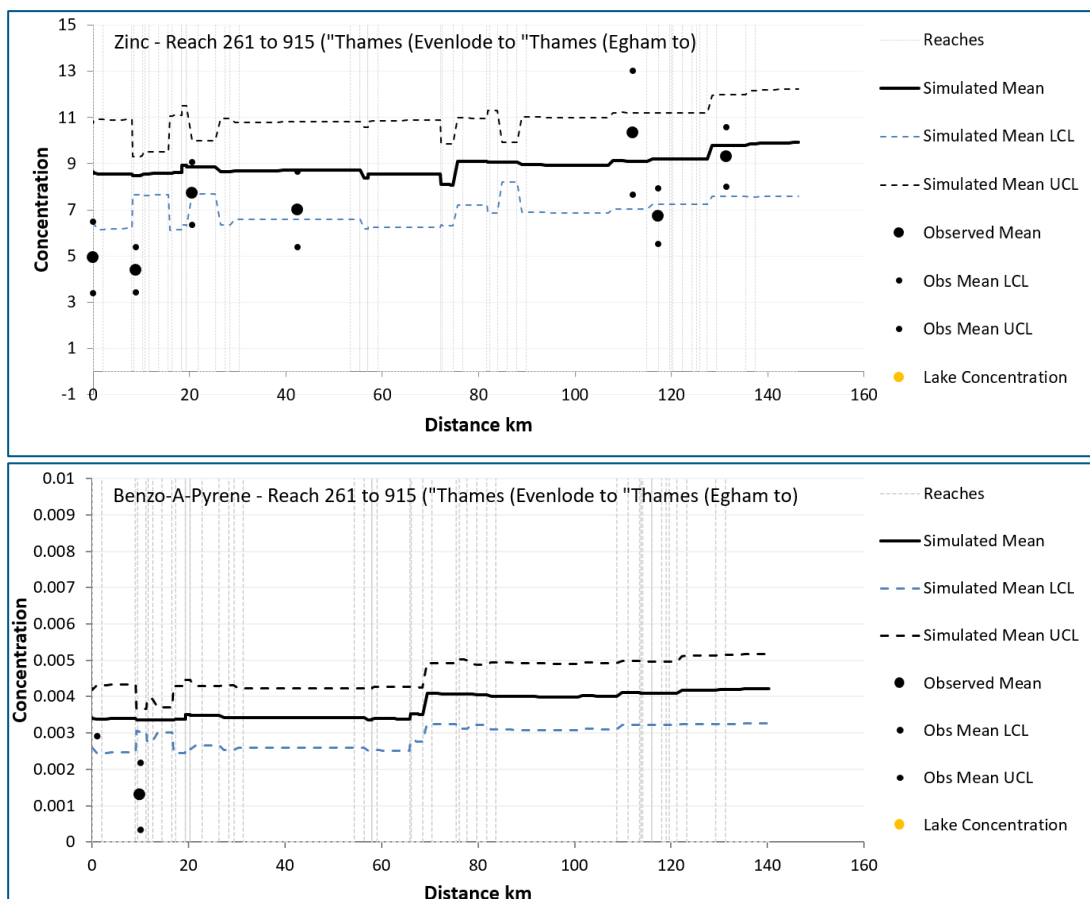 Zinc - Reach 261 to 915 ("Thames (Evenlode to "Thames (Egham to)
15
13
11
9
7
5
3
1
-1
Concentration
0
20
40
60
80
100
120
140
160
Distance km
Reaches
Simulated Mean
Simulated Mean LCL
Simulated Mean UCL
Observed Mean
Obs Mean LCL
Obs Mean UCL
Lake Concentration
Benzo-A-Pyrene - Reach 261 to 915 ("Thames (Evenlode to "Thames (Egham to)
0.01
0.009
0.008
0.007
0.006
0.005
0.004
0.003
0.002
0.001
0
Concentration
0
20
40
60
80
100
120
140
160
Distance km
Reaches
Simulated Mean
Simulated Mean LCL
Simulated Mean UCL
Observed Mean
Obs Mean LCL
Obs Mean UCL
Lake Concentration